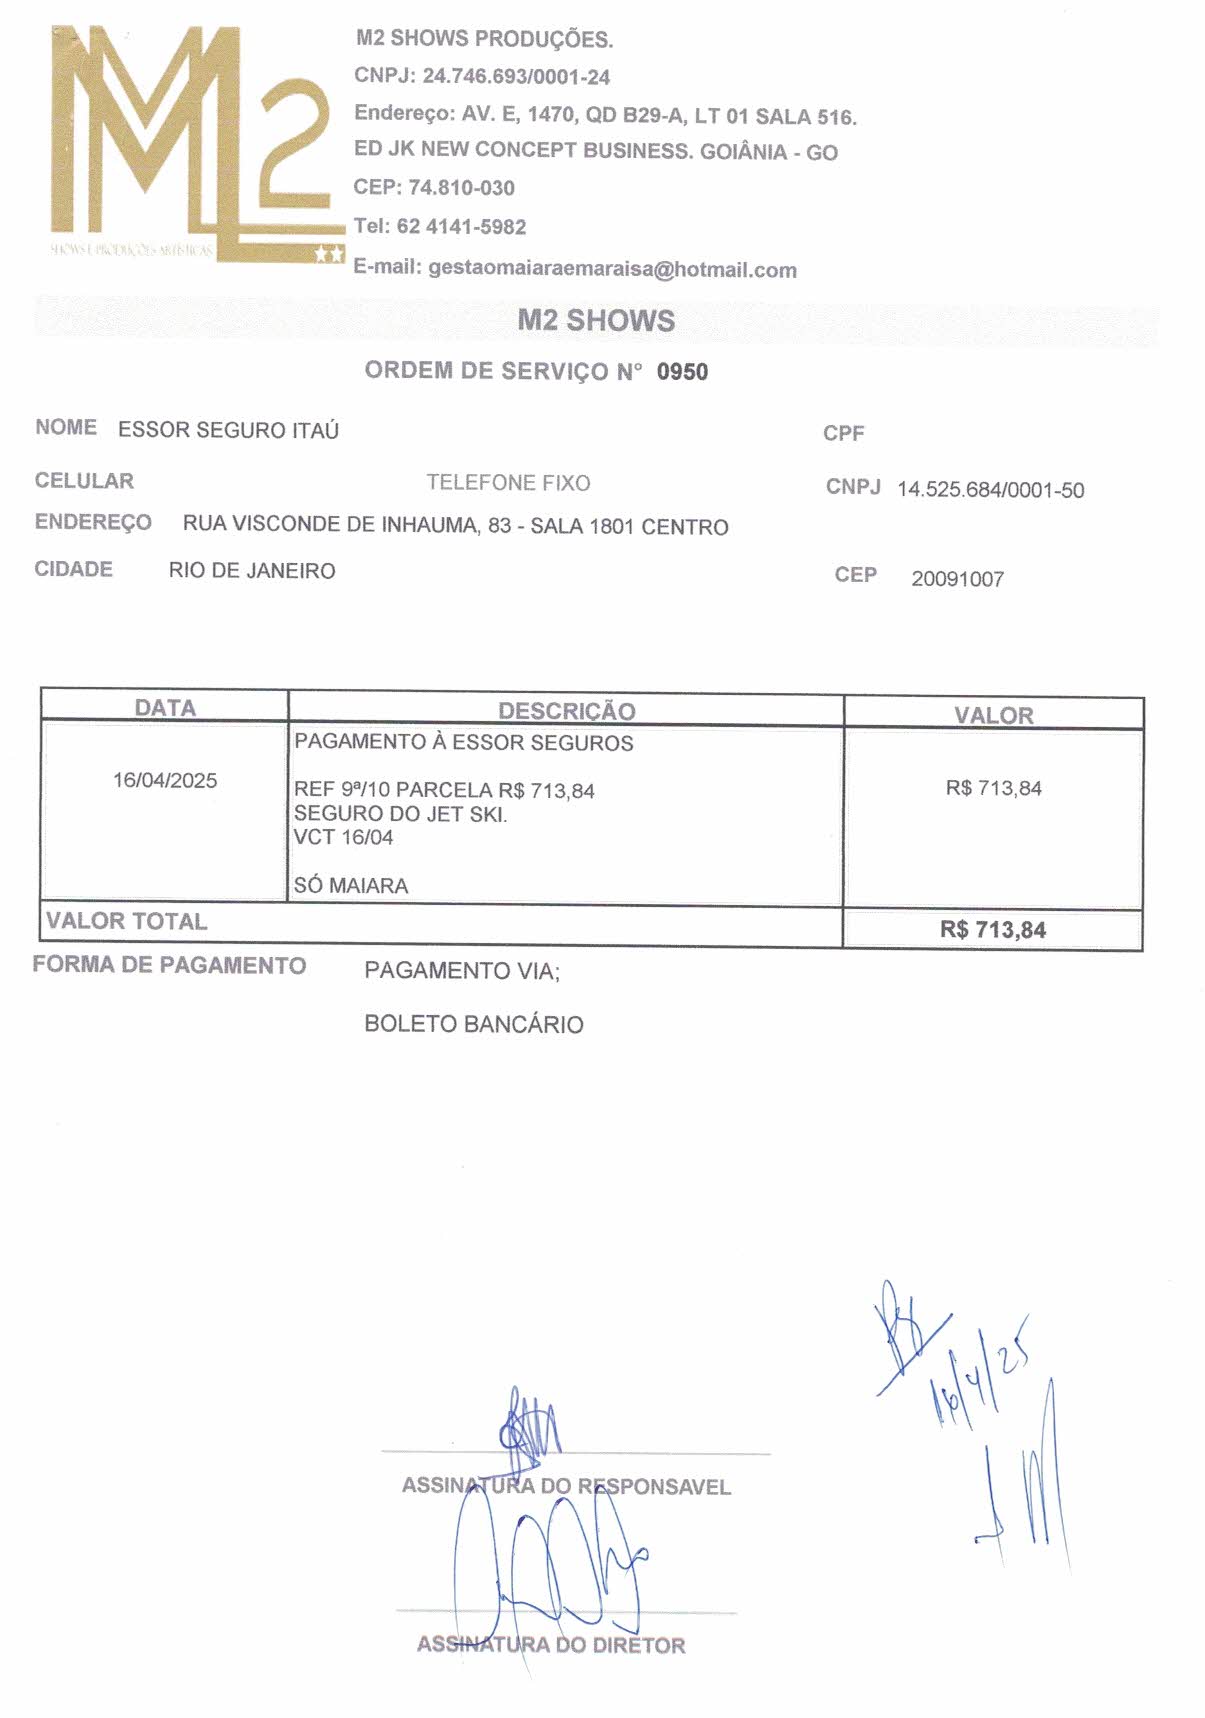 M2
SHOWS E PRODUÇÕES ARTÍSTICAS
M2 SHOWS PRODUÇÕES.
CNPJ: 24.746.693/0001-24
Endereço: AV. E, 1470, QD B29-A, LT 01 SALA 516.
ED JK NEW CONCEPT BUSINESS. GOIÂNIA - GO
CEP: 74.810-030
Tel: 62 4141-5982
E-mail: gestaomaiaraemaraisa@hotmail.com
M2 SHOWS
ORDEM DE SERVIÇO N° 0950
NOME ESSOR SEGURO ITAÚ CPF
CELULAR TELEFONE FIXO CNPJ 14.525.684/0001-50
ENDEREÇO RUA VISCONDE DE INHAUMA, 83 - SALA 1801 CENTRO
CIDADE RIO DE JANEIRO CEP 20091007
DATA DESCRIÇÃO VALOR
PAGAMENTO À ESSOR SEGUROS
16/04/2025 REF 9ª/10 PARCELA R$ 713,84 R$ 713,84
SEGURO DO JET SKI.
VCT 16/04
SÓ MAIARA
VALOR TOTAL R$ 713,84
FORMA DE PAGAMENTO PAGAMENTO VIA;
BOLETO BANCÁRIO
16/4/25
ASSINATURA DO RESPONSAVEL
ASSINATURA DO DIRETOR